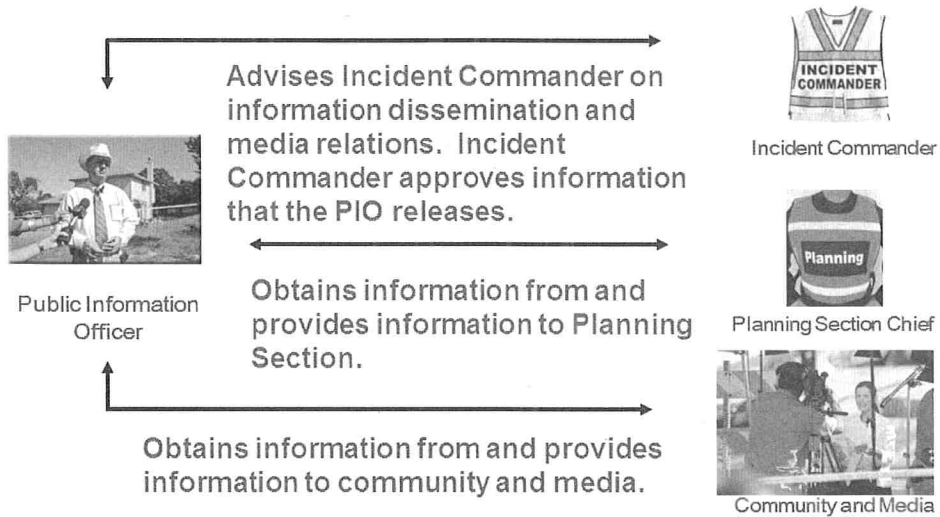 Advises Incident Commander on
information dissemination and
media relations. Incident
Commander approves information
that the PIO releases.
INCIDENT
COMMANDER
Incident Commander
Public Information
Officer
Obtains information from and
provides information to Planning
Section.
Planning
Planning Section Chief
Obtains information from and provides
information to community and media.
Community and Media